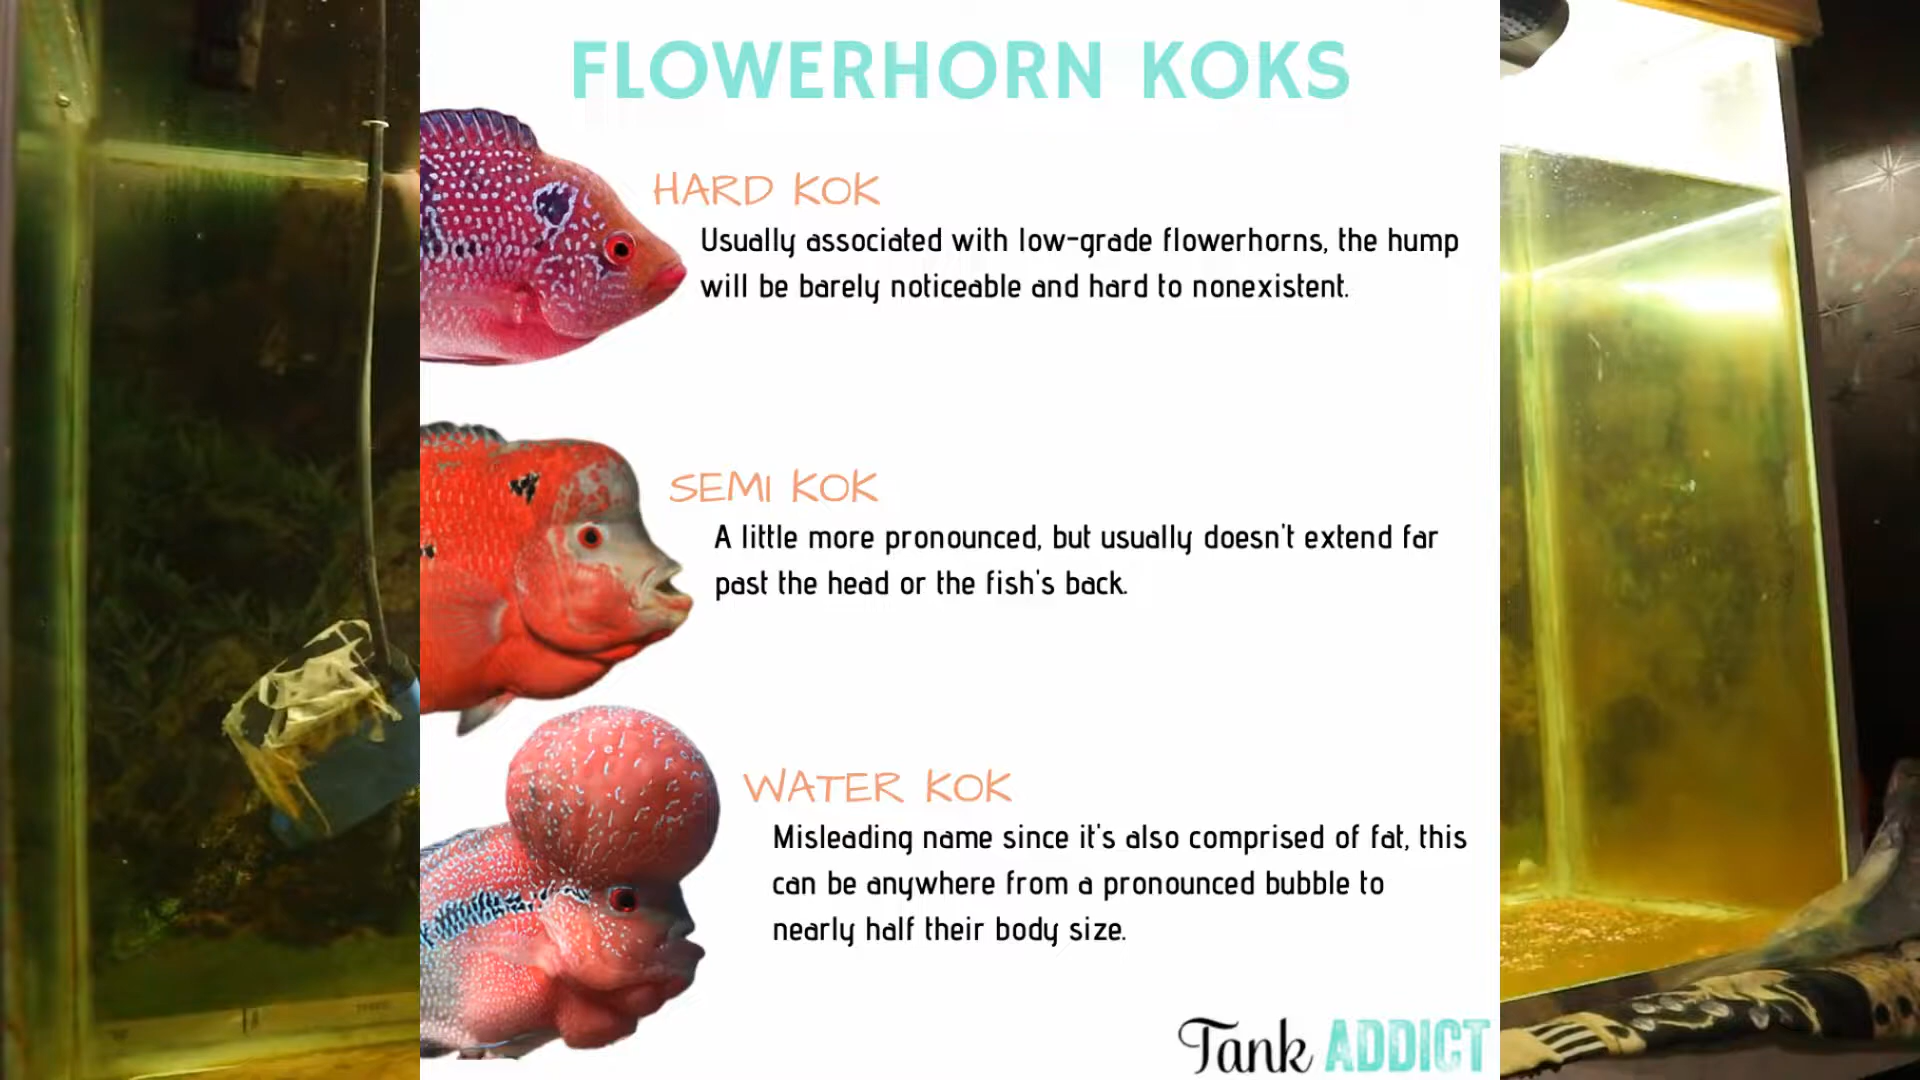 FLOWERHORN KOKS
HARD KOK
Usually associated with low-grade flowerhorns, the hump
will be barely noticeable and hard to nonexistent.
SEMI KOK
A little more pronounced, but usually doesn't extend far
past the head or the fish's back.
WATER KOK
Misleading name since it's also comprised of fat, this
can be anywhere from a pronounced bubble to
nearly half their body size.
Tank ADDICT